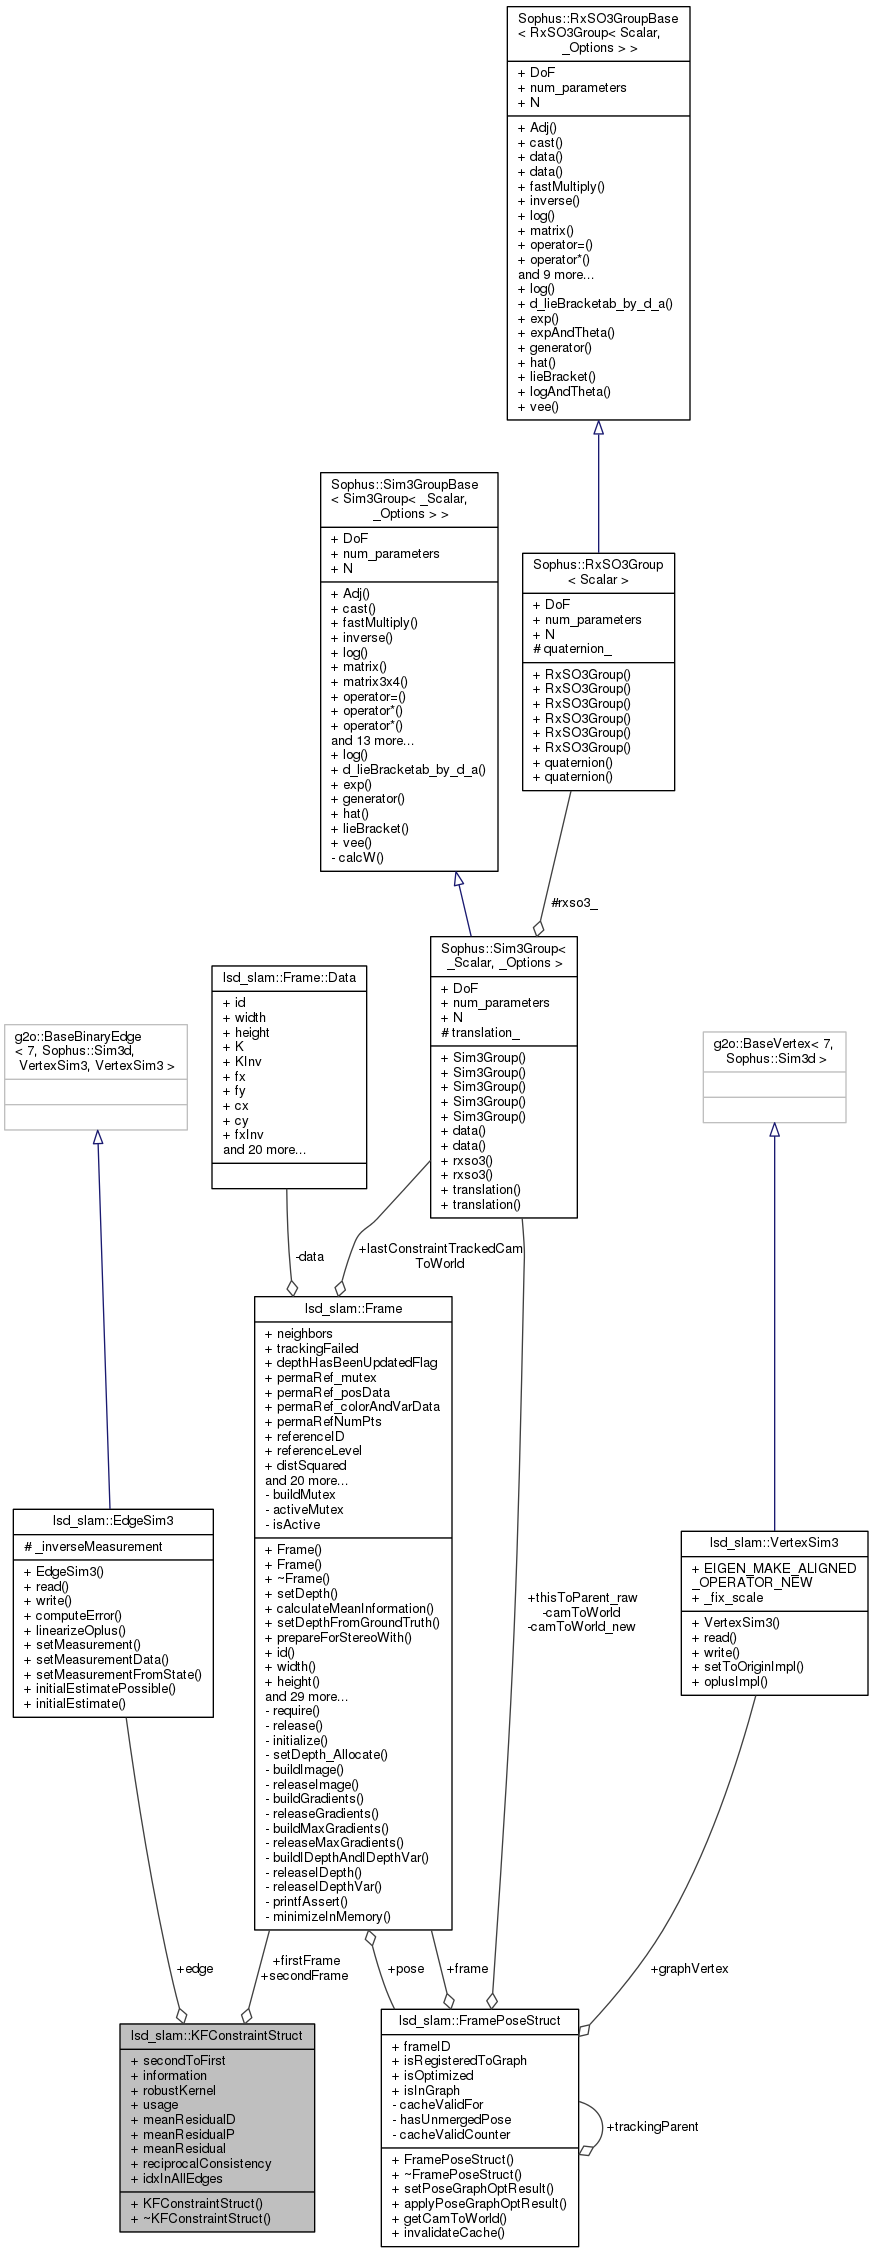 Sophus::RxSO3GroupBase
< RxSO3Group< Scalar,
_Options > >
+ DoF
+ num_parameters
+ N
+ Adj()
+ cast()
+ data()
+ data()
+ fastMultiply()
+ inverse()
+ log()
+ matrix()
+ operator=()
+ operator*()
and 9 more...
+ log()
+ d_lieBracketab_by_d_a()
+ exp()
+ expAndTheta()
+ generator()
+ hat()
+ lieBracket()
+ logAndTheta()
+ vee()
Sophus::Sim3GroupBase
< Sim3Group< _Scalar,
_Options > >
+ DoF
+ num_parameters
+ N
+ Adj()
+ cast()
+ fastMultiply()
+ inverse()
+ log()
+ matrix()
+ matrix3x4()
+ operator=()
+ operator*()
+ operator*()
and 13 more...
+ log()
+ d_lieBracketab_by_d_a()
+ exp()
+ generator()
+ hat()
+ lieBracket()
+ vee()
- calcW()
Sophus::RxSO3Group
< Scalar >
+ DoF
+ num_parameters
+ N
# quaternion_
+ RxSO3Group()
+ RxSO3Group()
+ RxSO3Group()
+ RxSO3Group()
+ RxSO3Group()
+ RxSO3Group()
+ quaternion()
+ quaternion()
#rxso3_
Sophus::Sim3Group<
_Scalar, _Options >
+ DoF
+ num_parameters
+ N
# translation_
+ Sim3Group()
+ Sim3Group()
+ Sim3Group()
+ Sim3Group()
+ Sim3Group()
+ data()
+ data()
+ rxso3()
+ rxso3()
+ translation()
+ translation()
lsd_slam::Frame::Data
+ id
+ width
+ height
+ K
+ KInv
+ fx
+ fy
+ cx
+ cy
+ fxInv
and 20 more...
g2o::BaseBinaryEdge
< 7, Sophus::Sim3d,
VertexSim3, VertexSim3 >
g2o::BaseVertex< 7,
Sophus::Sim3d >
-data
+lastConstraintTrackedCam
ToWorld
lsd_slam::Frame
+ neighbors
+ trackingFailed
+ depthHasBeenUpdatedFlag
+ permaRef_mutex
+ permaRef_posData
+ permaRef_colorAndVarData
+ permaRefNumPts
+ referenceID
+ referenceLevel
+ distSquared
and 20 more...
- buildMutex
- activeMutex
- isActive
+ Frame()
+ Frame()
+ ~Frame()
+ setDepth()
+ calculateMeanInformation()
+ setDepthFromGroundTruth()
+ prepareForStereoWith()
+ id()
+ width()
+ height()
and 29 more...
- require()
- release()
- initialize()
- setDepth_Allocate()
- buildImage()
- releaseImage()
- buildGradients()
- releaseGradients()
- buildMaxGradients()
- releaseMaxGradients()
- buildIDepthAndIDepthVar()
- releaseIDepth()
- releaseIDepthVar()
- printfAssert()
- minimizeInMemory()
lsd_slam::EdgeSim3
# _inverseMeasurement
+ EdgeSim3()
+ read()
+ write()
+ computeError()
+ linearizeOplus()
+ setMeasurement()
+ setMeasurementData()
+ setMeasurementFromState()
+ initialEstimatePossible()
+ initialEstimate()
lsd_slam::VertexSim3
+ EIGEN_MAKE_ALIGNED
_OPERATOR_NEW
+ _fix_scale
+ VertexSim3()
+ read()
+ write()
+ setToOriginImpl()
+ oplusImpl()
+thisToParent_raw
-camToWorld
-camToWorld_new
+edge
+firstFrame
+secondFrame
+pose
+frame
+graphVertex
lsd_slam::KFConstraintStruct
+ secondToFirst
+ information
+ robustKernel
+ usage
+ meanResidualD
+ meanResidualP
+ meanResidual
+ reciprocalConsistency
+ idxInAllEdges
+ KFConstraintStruct()
+ ~KFConstraintStruct()
lsd_slam::FramePoseStruct
+ frameID
+ isRegisteredToGraph
+ isOptimized
+ isInGraph
- cacheValidFor
- hasUnmergedPose
- cacheValidCounter
+ FramePoseStruct()
+ ~FramePoseStruct()
+ setPoseGraphOptResult()
+ applyPoseGraphOptResult()
+ getCamToWorld()
+ invalidateCache()
+trackingParent